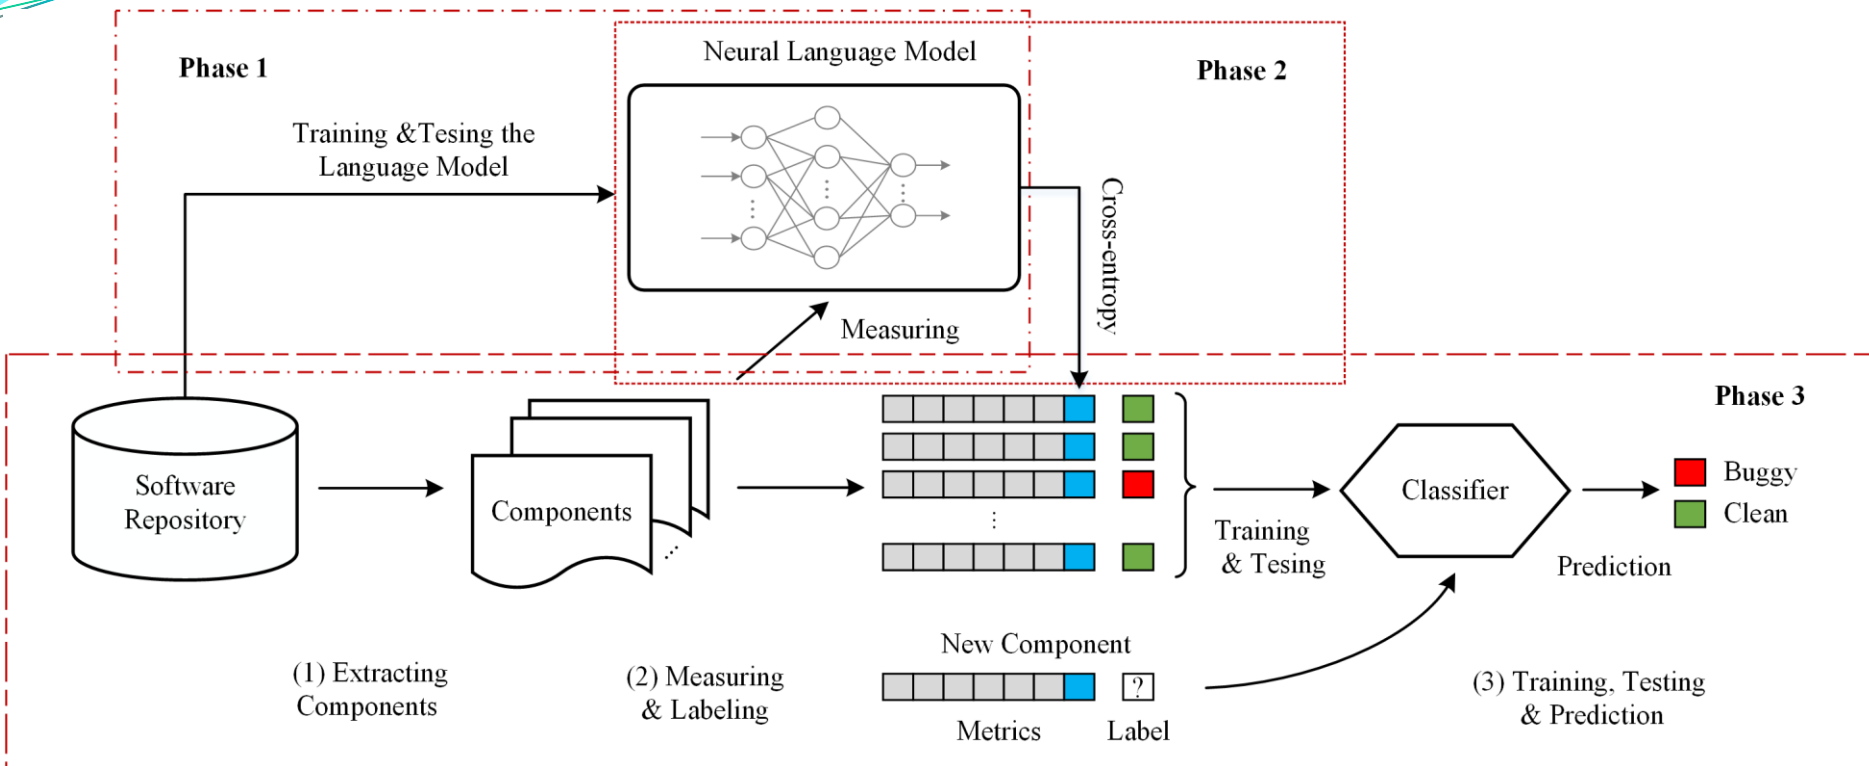 Neural Language Model
Phase 1
Phase 2
Training &Tesing the
Language Model
Cross-entropy
Measuring
Phase 3
Software
Repository
Components
Classifier
Buggy
Clean
Training
& Tesing
Prediction
New Component
(1) Extracting
Components
(2) Measuring
& Labeling
?
Metrics
Label
(3) Training, Testing
& Prediction